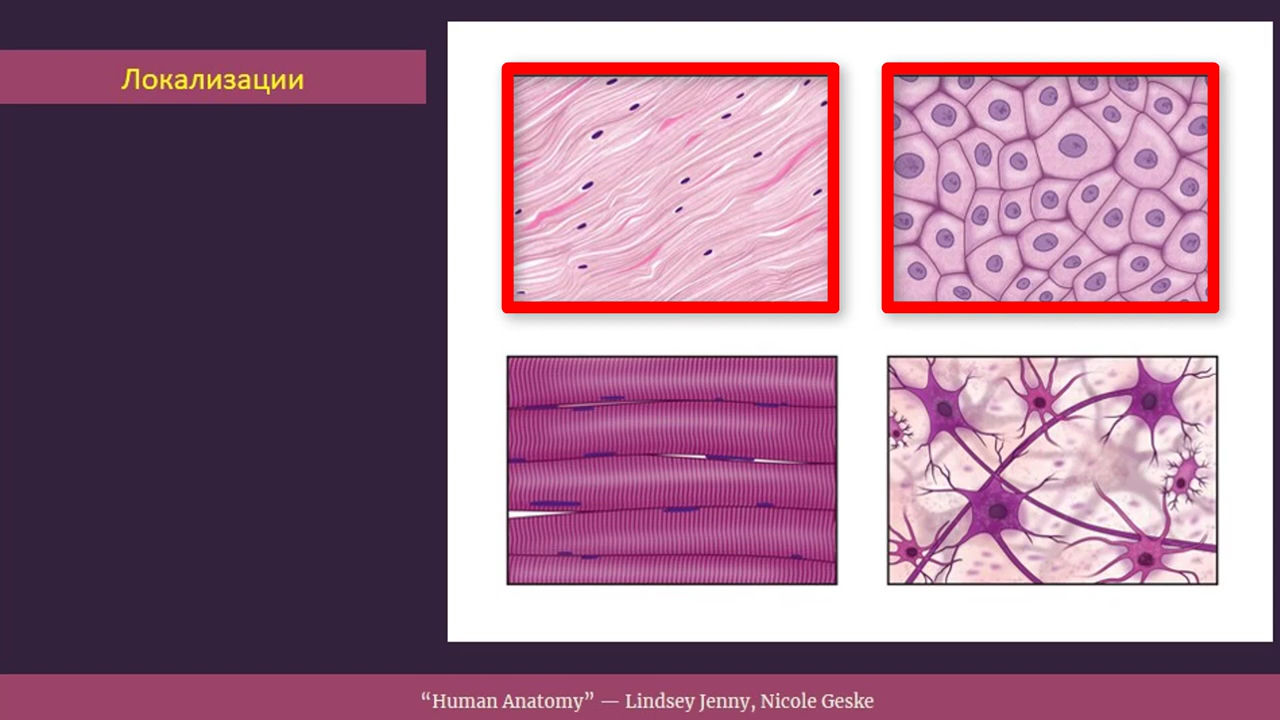 Локализации
“Human Anatomy” — Lindsey Jenny, Nicole Geske